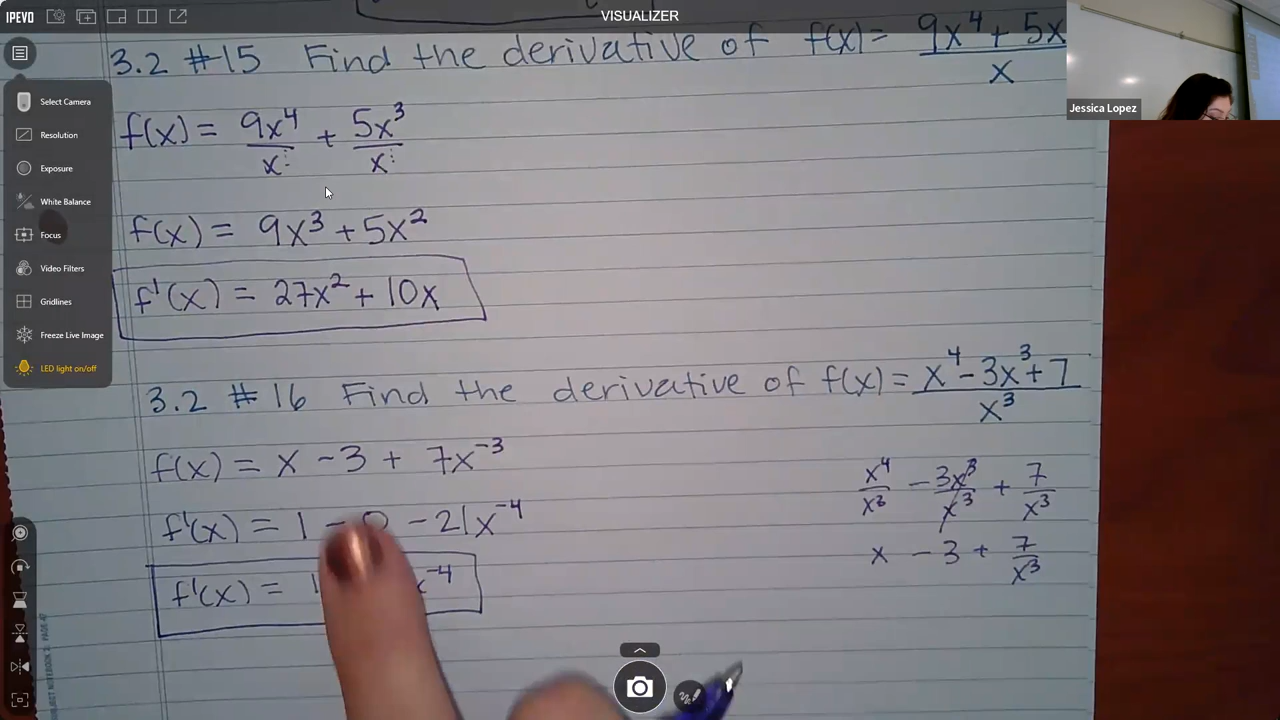 IPEVO
VISUALIZER
Jessica Lopez
Select Camera
Resolution
Exposure
White Balance
Focus
Video Filters
Gridlines
Freeze Live Image
LED light on/off
3.2 #15 Find the derivative of f(x) = 9x⁴ + 5x / x
f(x) = 9x⁴/x + 5x³/x
f(x) = 9x³ + 5x²
f'(x) = 27x² + 10x
3.2 #16 Find the derivative of f(x) = x⁴ - 3x³ + 7 / x³
f(x) = x - 3 + 7x⁻³
f'(x) = 1 - 0 - 21x⁻⁴
f'(x) = 1 x⁻⁴
x⁴/x³ - 3x³/x³ + 7/x³
x - 3 + 7/x³